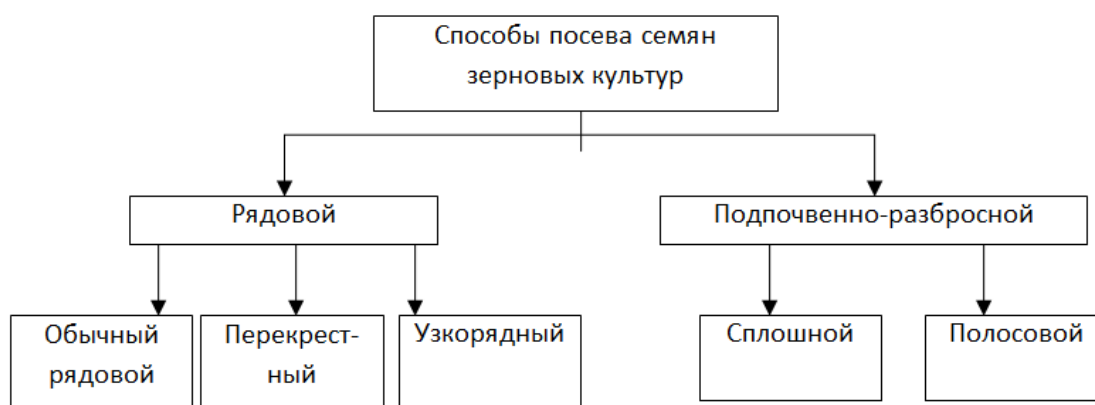 Способы посева семян
зерновых культур
Рядовой
Подпочвенно-разбросной
Обычный
рядовой
Перекрест-
ный
Узкорядный
Сплошной
Полосовой